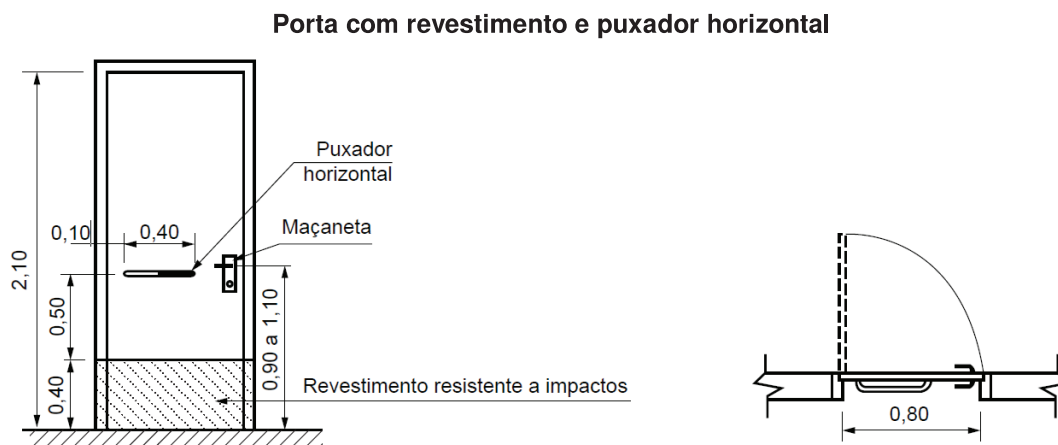 Porta com revestimento e puxador horizontal
Puxador
horizontal
0,10
0,40
Maçaneta
2,10
0,50
0,90 a 1,10
0,40
Revestimento resistente a impactos
0,80